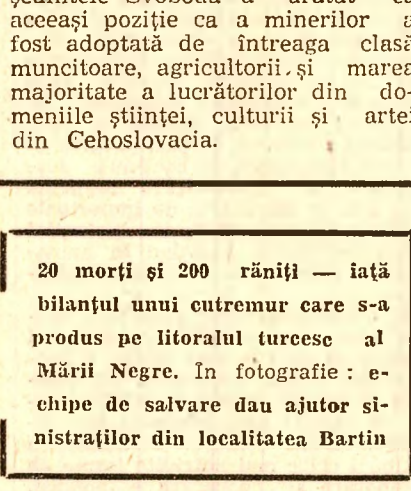 aceeași poziție ca a minerilor a
fost adoptată de întreaga clasă
muncitoare, agricultorii și marea
majoritate a lucrătorilor din do-
meniile științei, culturii și artei
din Cehoslovacia.
20 morți și 200 răniți — iată
bilanțul unui cutremur care s-a
produs pe litoralul turcesc al
Mării Negre. În fotografie : e-
chipe de salvare dau ajutor si-
nistraților din localitatea Bartin